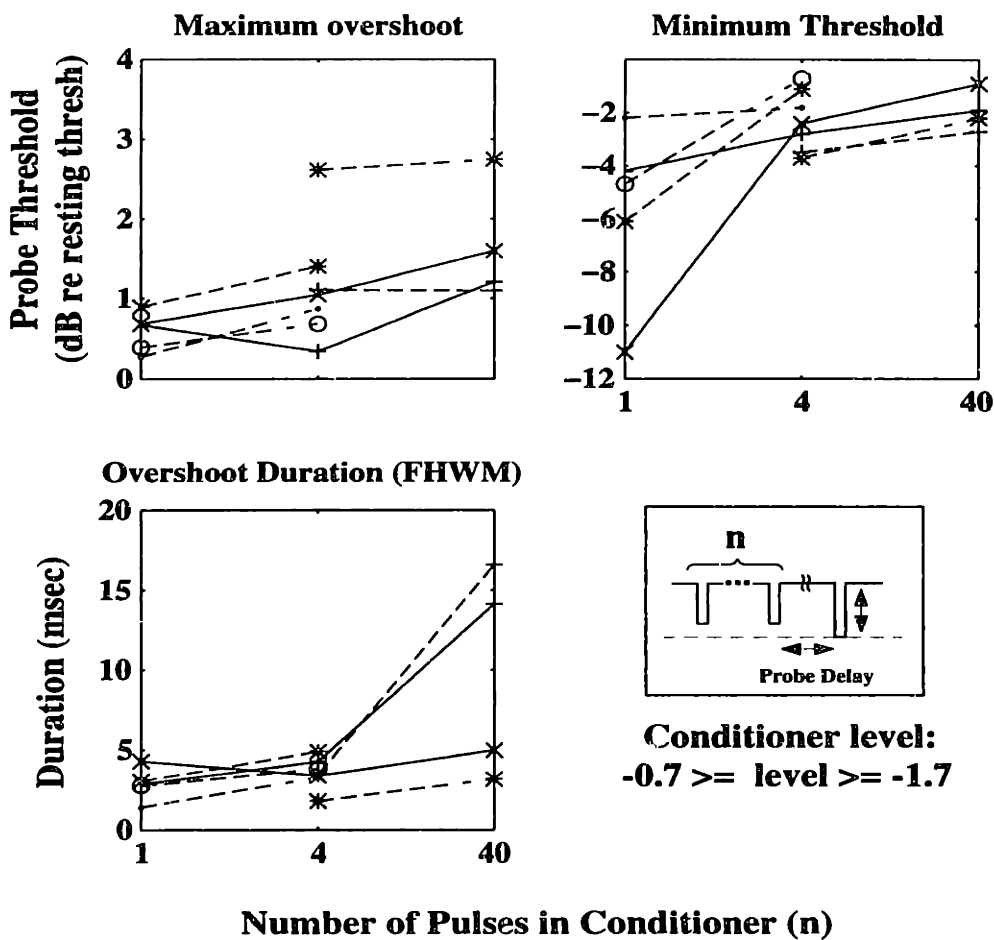 Maximum overshoot
Probe Threshold
(dB re resting thresh)
4
3
2
1
0
Minimum Threshold
−2
−4
−6
−8
−10
−12
1
4
40
Overshoot Duration (FHWM)
Duration (msec)
20
15
10
5
0
1
4
40
n
Probe Delay
Conditioner level:
-0.7 >= level >= -1.7
Number of Pulses in Conditioner (n)